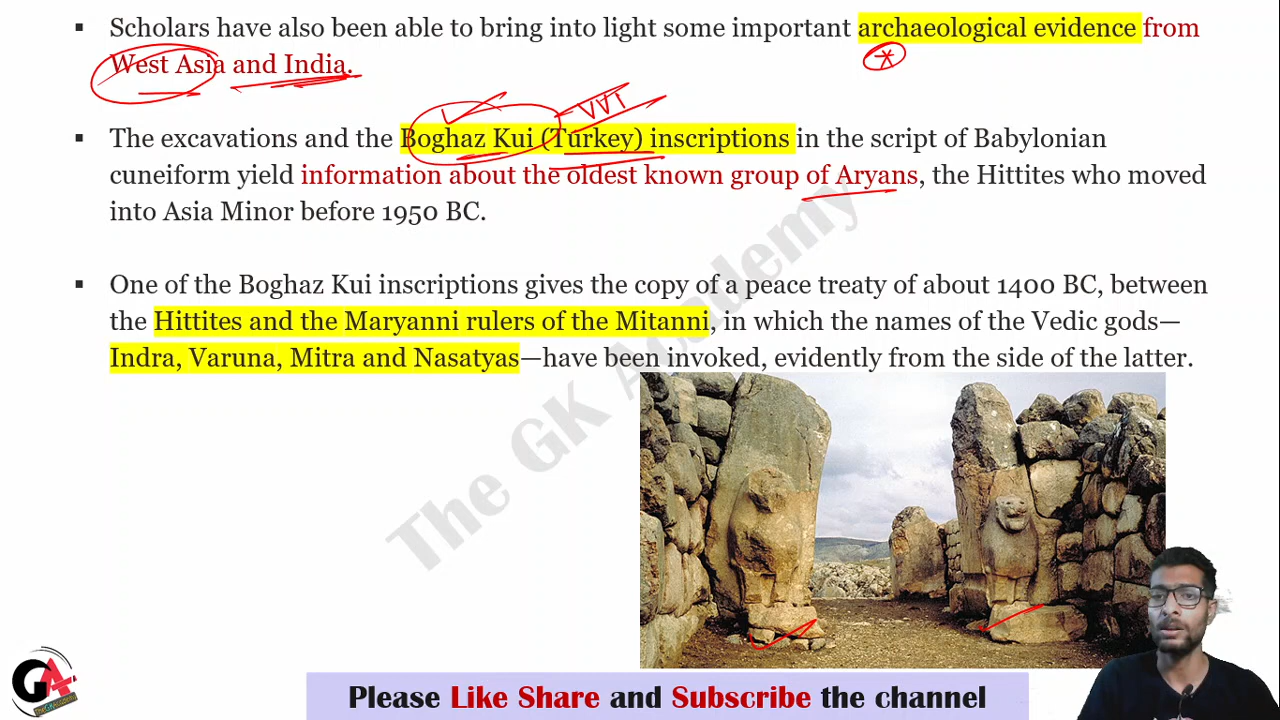 ▪ Scholars have also been able to bring into light some important archaeological evidence from
West Asia and India.
▪ The excavations and the Boghaz Kui (Turkey) inscriptions in the script of Babylonian
cuneiform yield information about the oldest known group of Aryans, the Hittites who moved
into Asia Minor before 1950 BC.
▪ One of the Boghaz Kui inscriptions gives the copy of a peace treaty of about 1400 BC, between
the Hittites and the Maryanni rulers of the Mitanni, in which the names of the Vedic gods—
Indra, Varuna, Mitra and Nasatyas—have been invoked, evidently from the side of the latter.
The GK Academy
GA
Please Like Share and Subscribe the channel